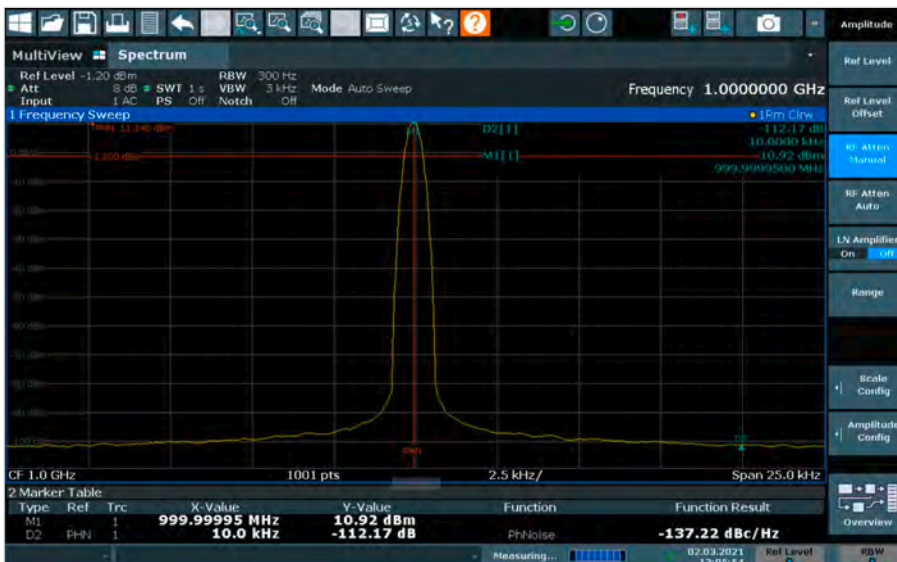 Amplitude
MultiView Spectrum
Ref Level -1.20 dBm RBW 300 Hz
Att 8 dB SWT 1 s VBW 3 kHz Mode Auto Sweep Frequency 1.0000000 GHz
Input 1 AC PS Off Notch Off
1 Frequency Sweep 1Rm Clrw
D2[1] -112.17 dB
10.0000 kHz
M1[1] 10.92 dBm
999.9999500 MHz
CF 1.0 GHz 1001 pts 2.5 kHz/ Span 25.0 kHz
2 Marker Table
Type Ref Trc X-Value Y-Value Function Function Result
M1 1 999.99995 MHz 10.92 dBm
D2 PHN 1 10.0 kHz -112.17 dB PhNoise -137.22 dBc/Hz
Measuring... 02.03.2021 Ref Level RBW
Ref Level
Ref Level
Offset
RF Atten
Manual
RF Atten
Auto
LN Amplifier
On Off
Range
Scale
Config
Amplitude
Config
Overview